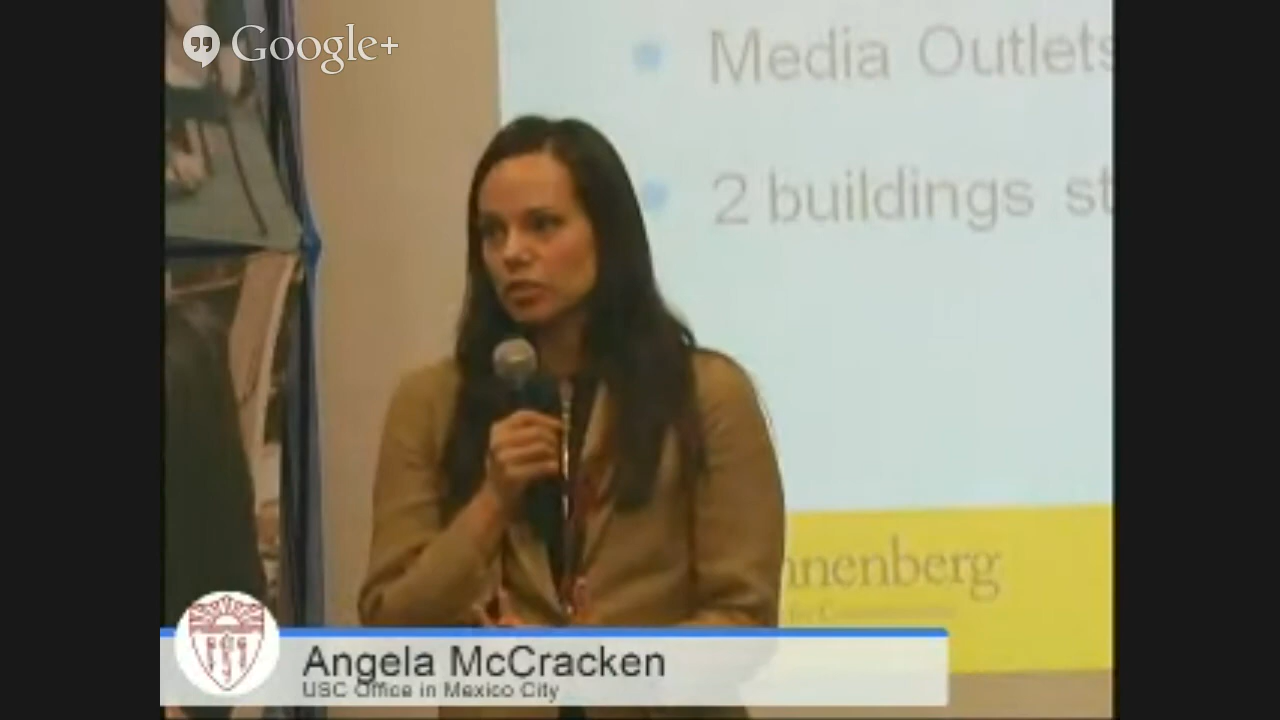 Google+
Media Outlets
2 buildings st
nnenberg
Angela McCracken
USC Office in Mexico City